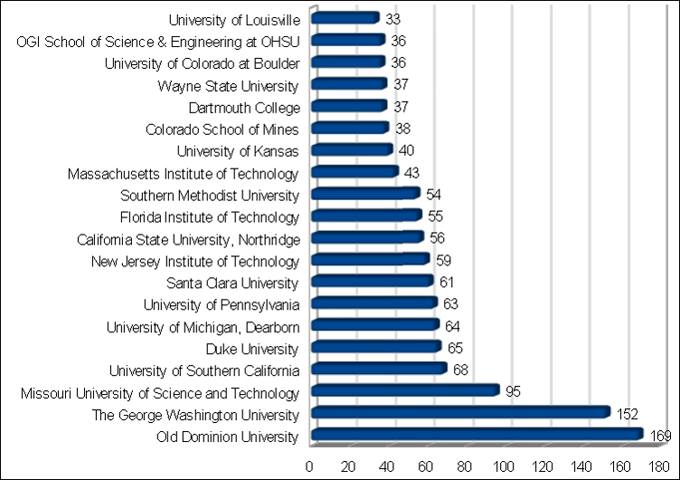 University of Louisville 33
OGI School of Science & Engineering at OHSU 36
University of Colorado at Boulder 36
Wayne State University 37
Dartmouth College 37
Colorado School of Mines 38
University of Kansas 40
Massachusetts Institute of Technology 43
Southern Methodist University 54
Florida Institute of Technology 55
California State University, Northridge 56
New Jersey Institute of Technology 59
Santa Clara University 61
University of Pennsylvania 63
University of Michigan, Dearborn 64
Duke University 65
University of Southern California 68
Missouri University of Science and Technology 95
The George Washington University 152
Old Dominion University 169
0 20 40 60 80 100 120 140 160 180